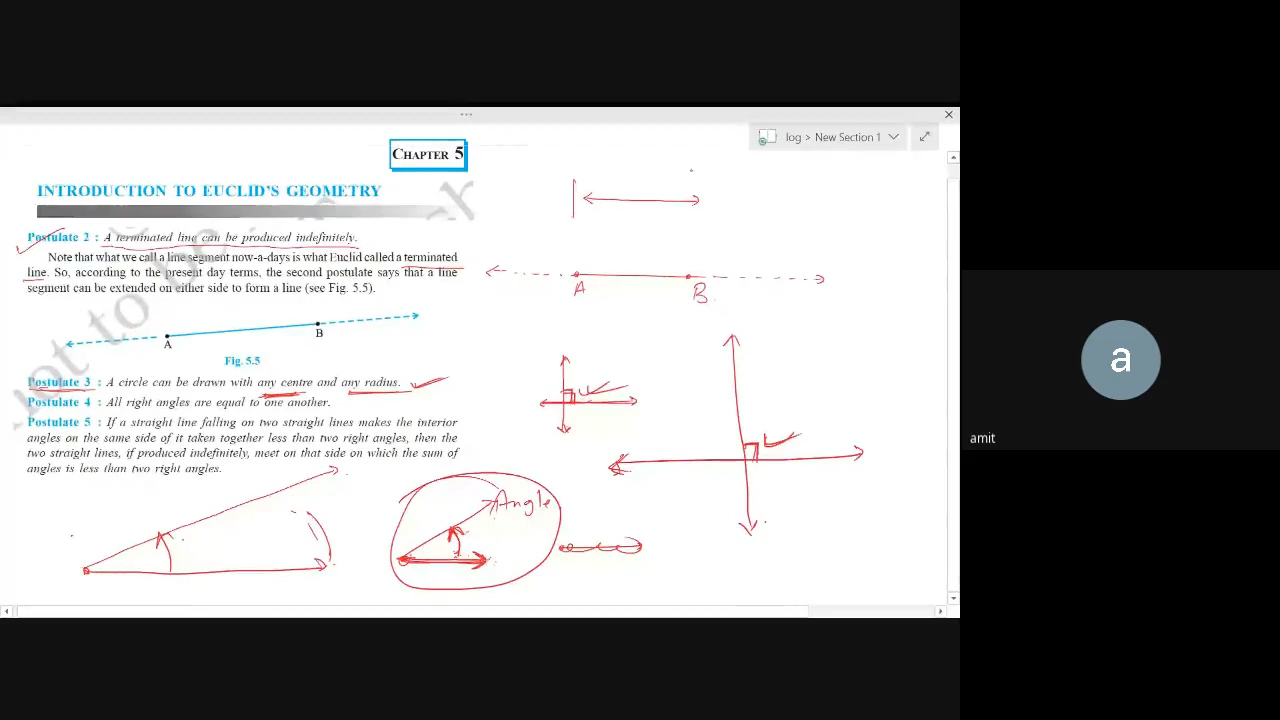 log > New Section 1
CHAPTER 5
INTRODUCTION TO EUCLID'S GEOMETRY
Postulate 2 : A terminated line can be produced indefinitely.
Note that what we call a line segment now-a-days is what Euclid called a terminated
line. So, according to the present day terms, the second postulate says that a line
segment can be extended on either side to form a line (see Fig. 5.5).
A B
A B
Fig. 5.5
Postulate 3 : A circle can be drawn with any centre and any radius.
Postulate 4 : All right angles are equal to one another.
Postulate 5 : If a straight line falling on two straight lines makes the interior
angles on the same side of it taken together less than two right angles, then the
two straight lines, if produced indefinitely, meet on that side on which the sum of
angles is less than two right angles.
Angle
a
amit
not to be